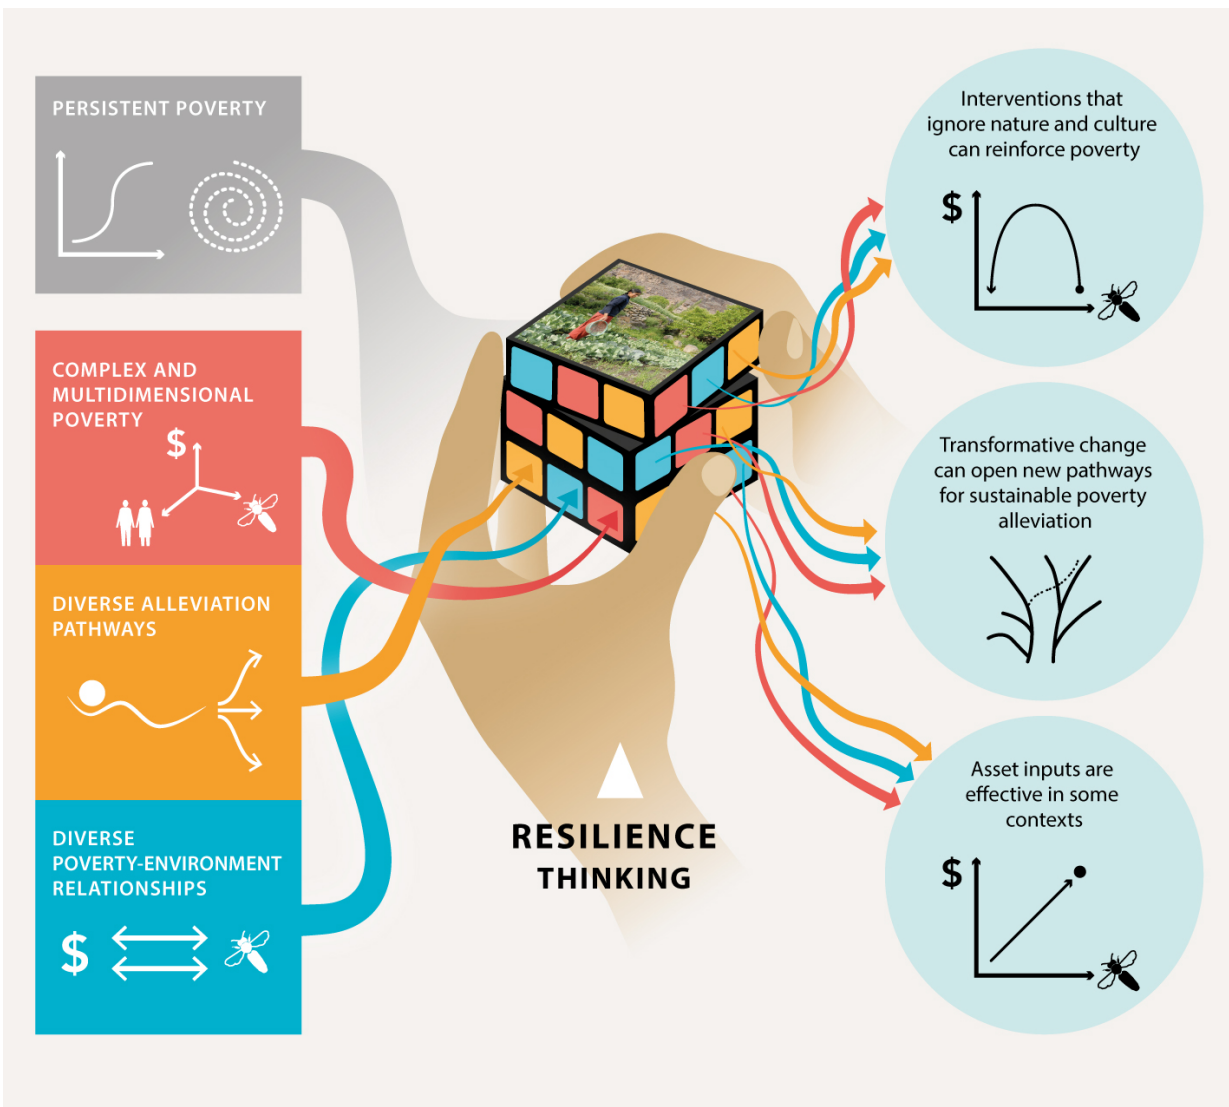 PERSISTENT POVERTY
COMPLEX AND
MULTIDIMENSIONAL
POVERTY
$
DIVERSE ALLEVIATION
PATHWAYS
DIVERSE
POVERTY-ENVIRONMENT
RELATIONSHIPS
$
RESILIENCE
THINKING
Interventions that
ignore nature and culture
can reinforce poverty
$
Transformative change
can open new pathways
for sustainable poverty
alleviation
Asset inputs are
effective in some
contexts
$